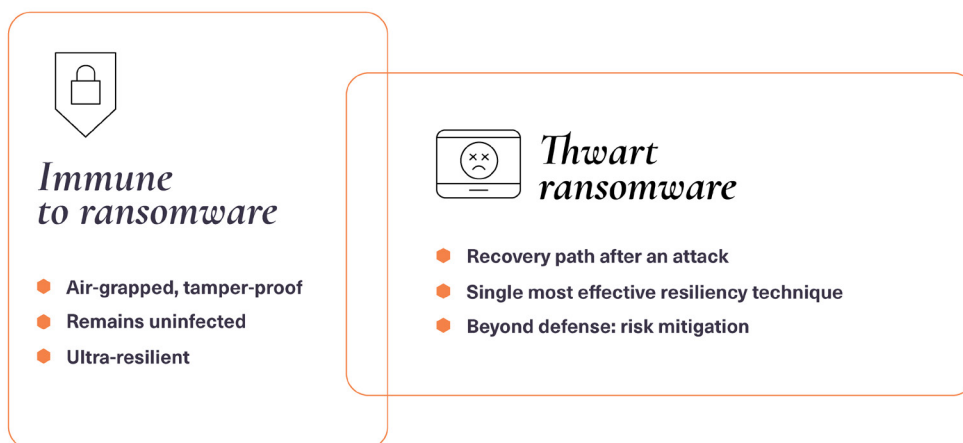 Immune
to ransomware
Air-grapped, tamper-proof
Remains uninfected
Ultra-resilient
Thwart
ransomware
Recovery path after an attack
Single most effective resiliency technique
Beyond defense: risk mitigation